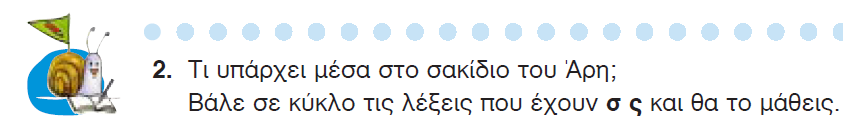 2. Τι υπάρχει μέσα στο σακίδιο του Άρη;
Βάλε σε κύκλο τις λέξεις που έχουν σ ς και θα το μάθεις.